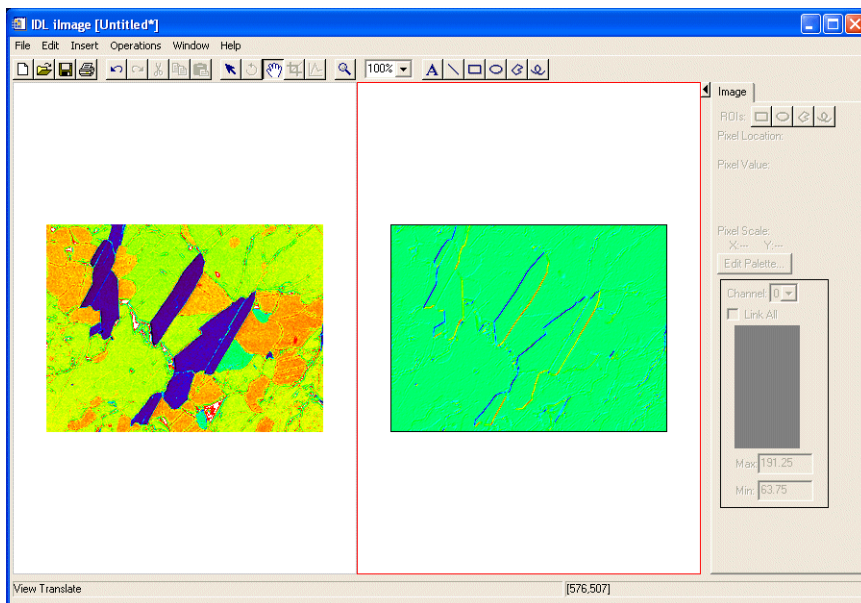 IDL iImage [Untitled*]
File Edit Insert Operations Window Help
100% A
Image
ROIs:
Pixel Location:
Pixel Value:
Pixel Scale:
X:--- Y:---
Edit Palette...
Channel: 0
Link All
Max: 191.25
Min: 63.75
View Translate [576,507]